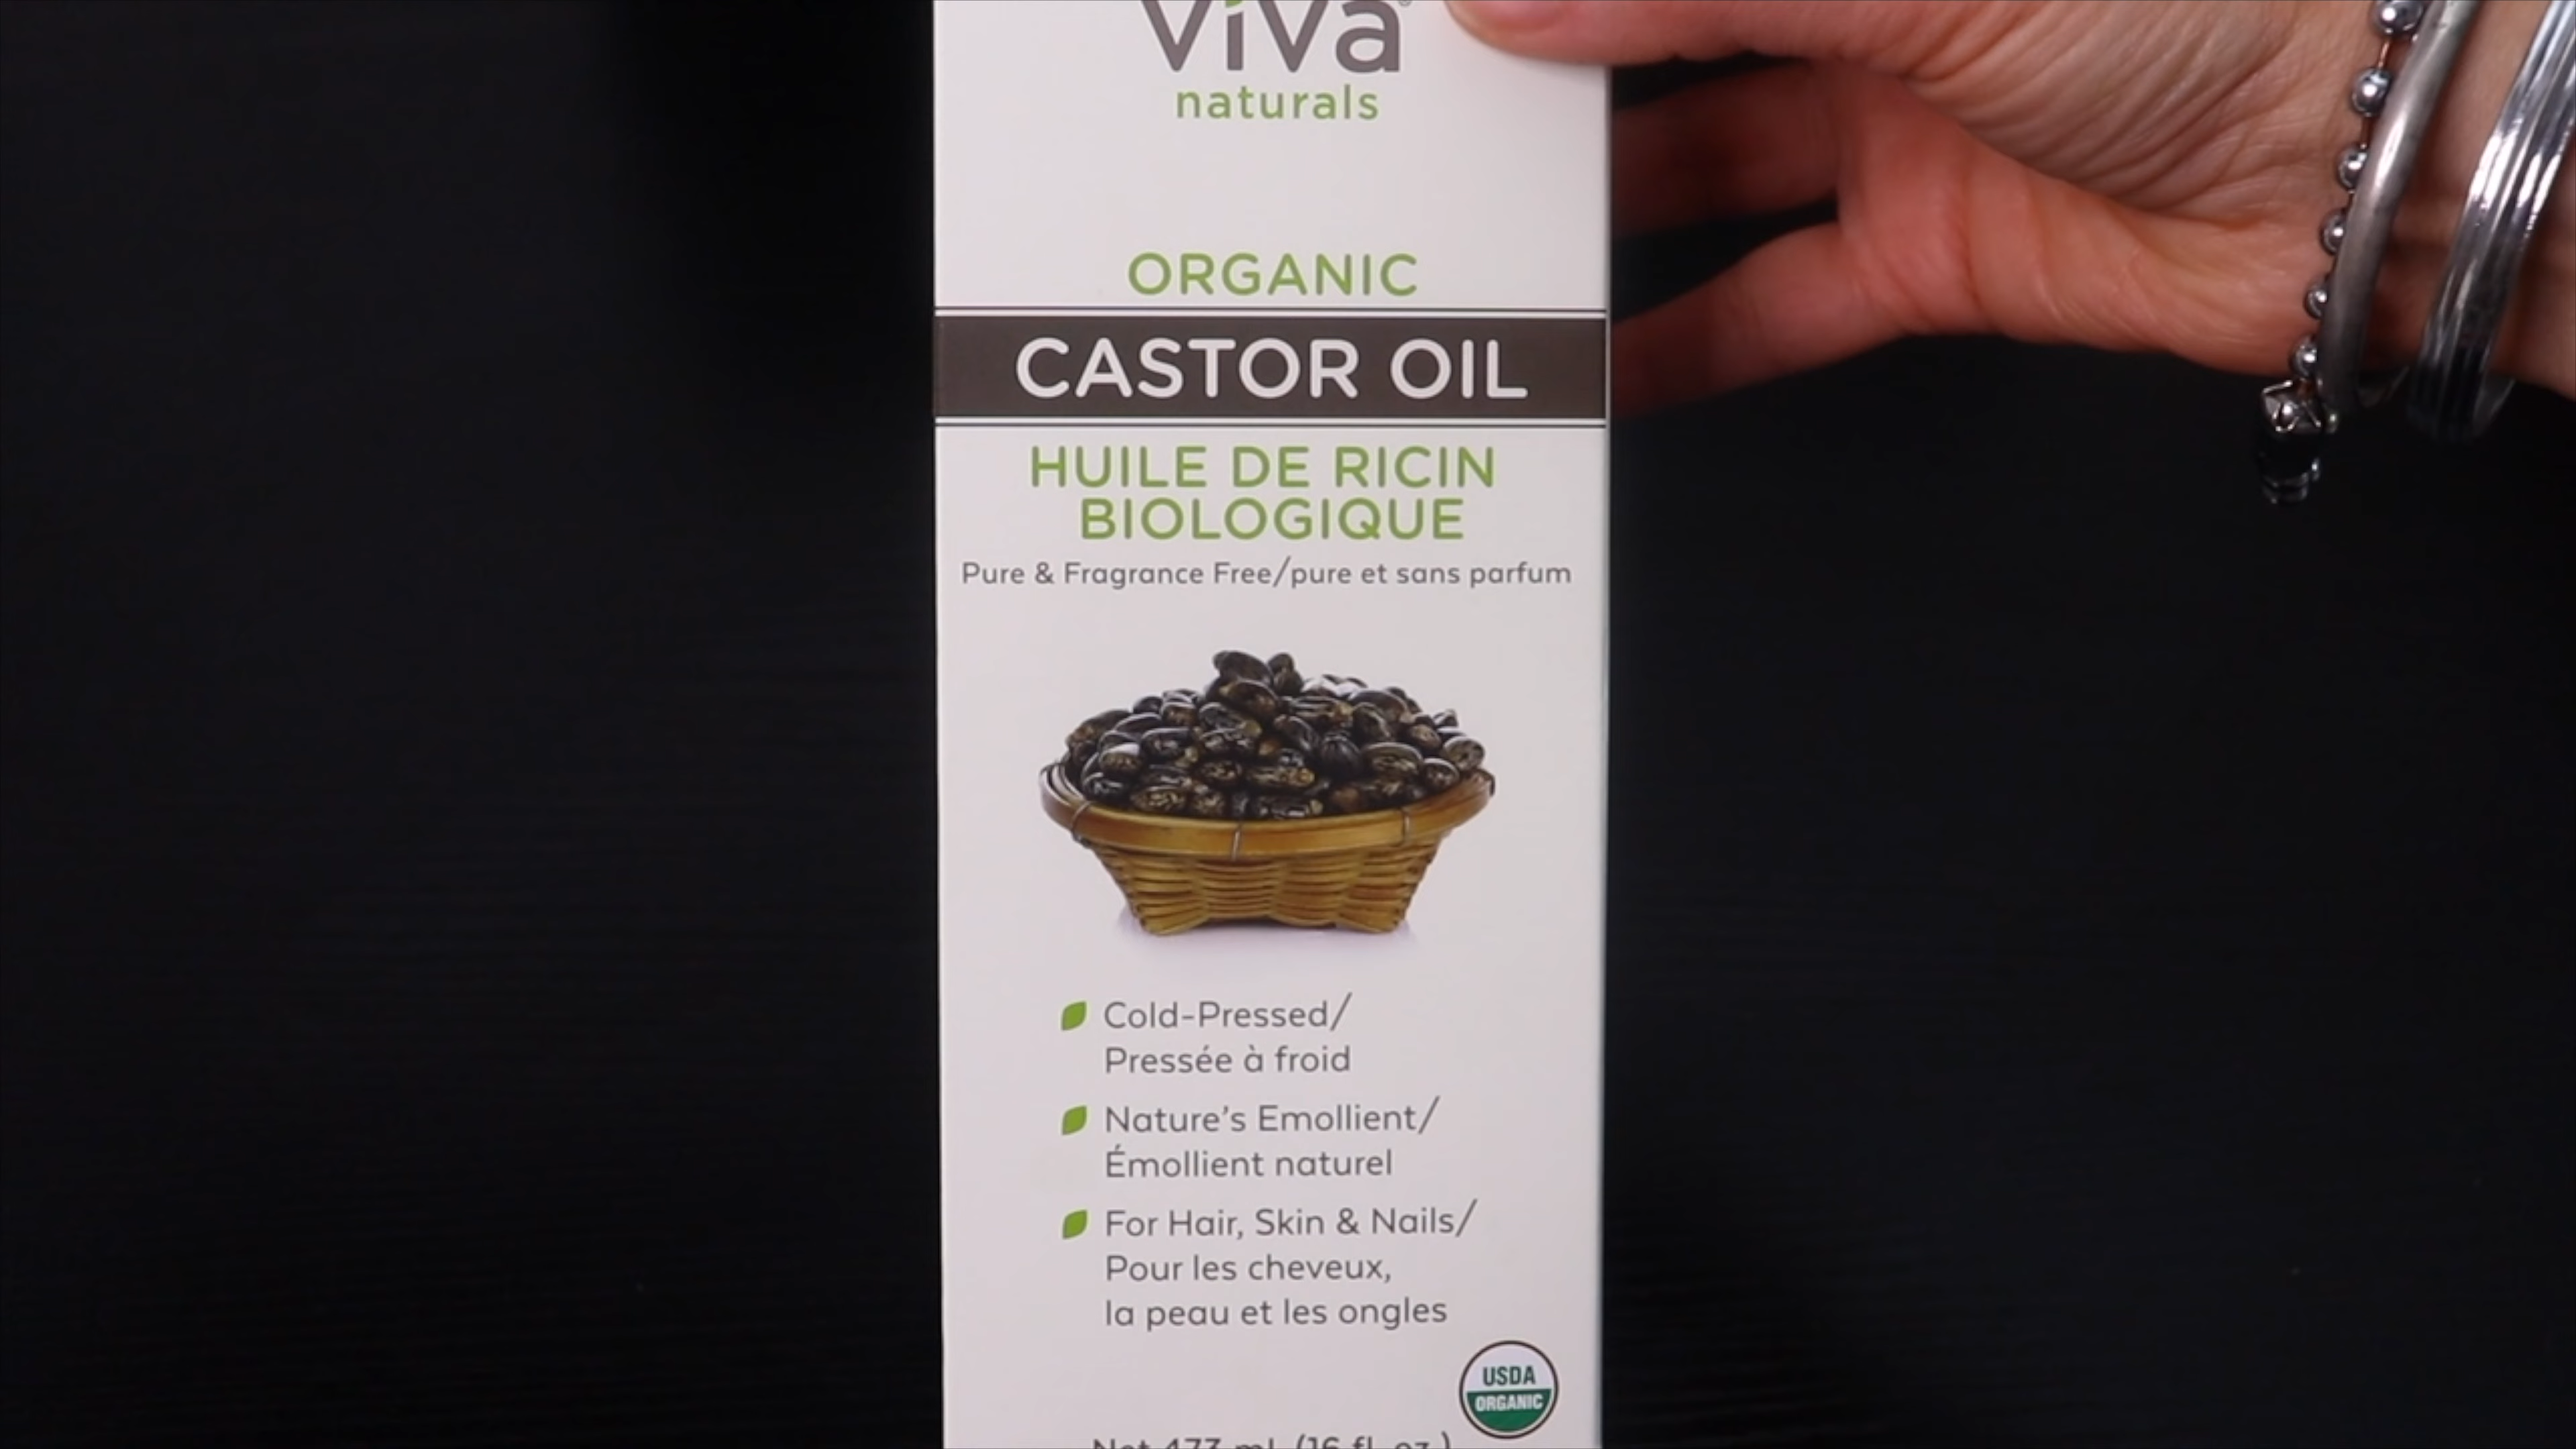 viva®
naturals
ORGANIC
CASTOR OIL
HUILE DE RICIN
BIOLOGIQUE
Pure & Fragrance Free/pure et sans parfum
Cold-Pressed/
Pressée à froid
Nature's Emollient/
Émollient naturel
For Hair, Skin & Nails/
Pour les cheveux,
la peau et les ongles
USDA
ORGANIC
Net 473 mL (16 fl. oz.)